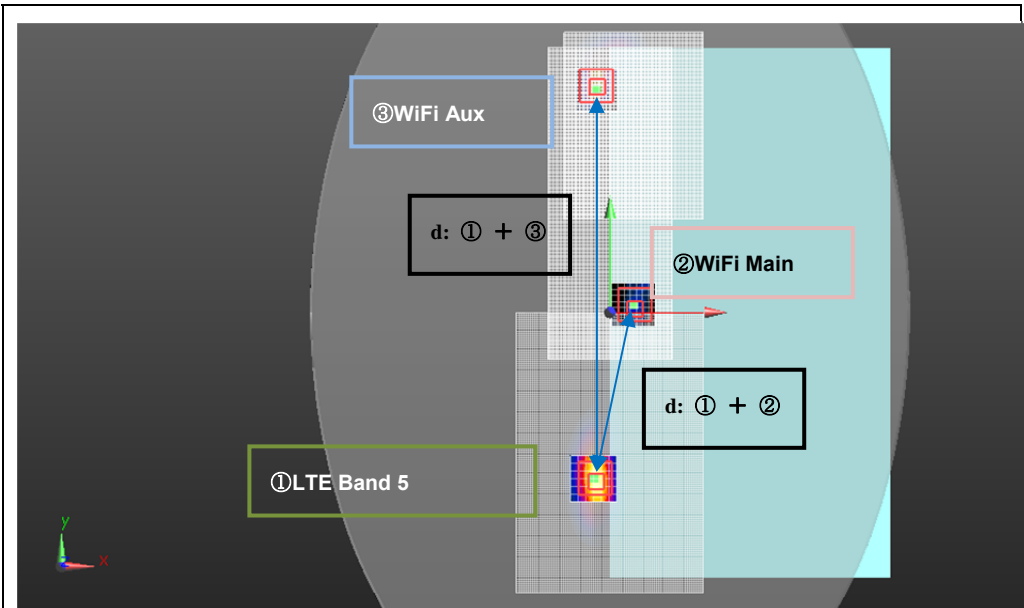 ③WiFi Aux
d: ① + ③
②WiFi Main
d: ① + ②
①LTE Band 5
y
x